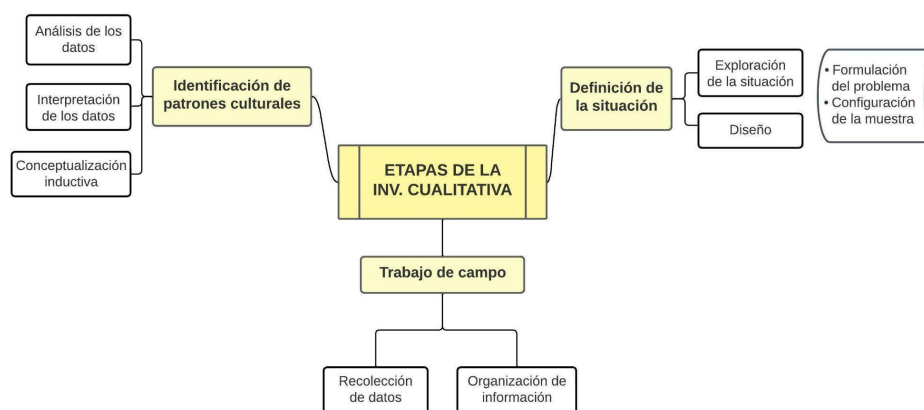 Análisis de los
datos
Interpretación
de los datos
Conceptualización
inductiva
Identificación de
patrones culturales
ETAPAS DE LA
INV. CUALITATIVA
Definición de
la situación
Exploración
de la situación
Diseño
• Formulación
del problema
• Configuración
de la muestra
Trabajo de campo
Recolección
de datos
Organización de
información